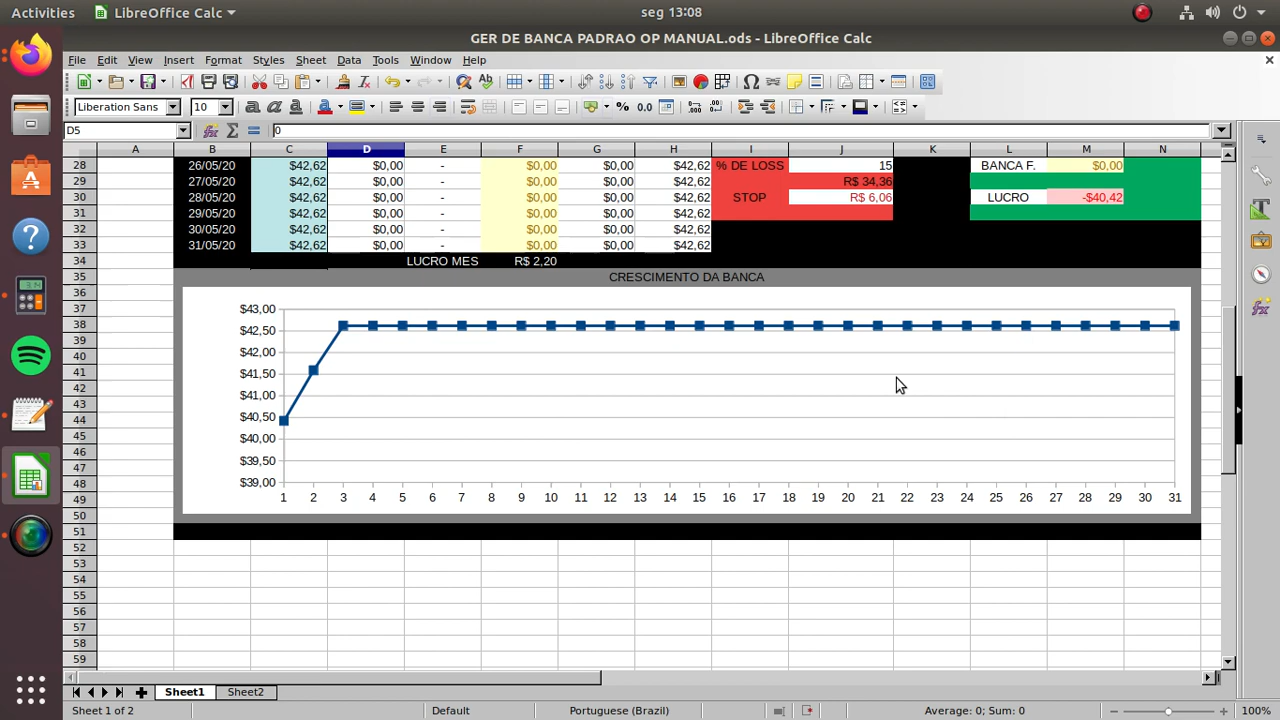 Activities LibreOffice Calc seg 13:08
GER DE BANCA PADRAO OP MANUAL.ods - LibreOffice Calc
File Edit View Insert Format Styles Sheet Data Tools Window Help
Liberation Sans 10
D5 0
A B C D E F G H I J K L M N
28 26/05/20 $42,62 $0,00 - $0,00 $0,00 $42,62 % DE LOSS 15 BANCA F. $0,00
29 27/05/20 $42,62 $0,00 - $0,00 $0,00 $42,62 R$ 34,36
30 28/05/20 $42,62 $0,00 - $0,00 $0,00 $42,62 STOP R$ 6,06 LUCRO -$40,42
31 29/05/20 $42,62 $0,00 - $0,00 $0,00 $42,62
32 30/05/20 $42,62 $0,00 - $0,00 $0,00 $42,62
33 31/05/20 $42,62 $0,00 - $0,00 $0,00 $42,62
34 LUCRO MES R$ 2,20
35 CRESCIMENTO DA BANCA
36
37 $43,00
38 $42,50
39 $42,00
40
41 $41,50
42 $41,00
43 $40,50
44
45 $40,00
46
47 $39,50
48 $39,00
49 1 2 3 4 5 6 7 8 9 10 11 12 13 14 15 16 17 18 19 20 21 22 23 24 25 26 27 28 29 30 31
50
51
52
53
54
55
56
57
58
59
Sheet1 Sheet2
Sheet 1 of 2 Default Portuguese (Brazil) Average: 0; Sum: 0 100%